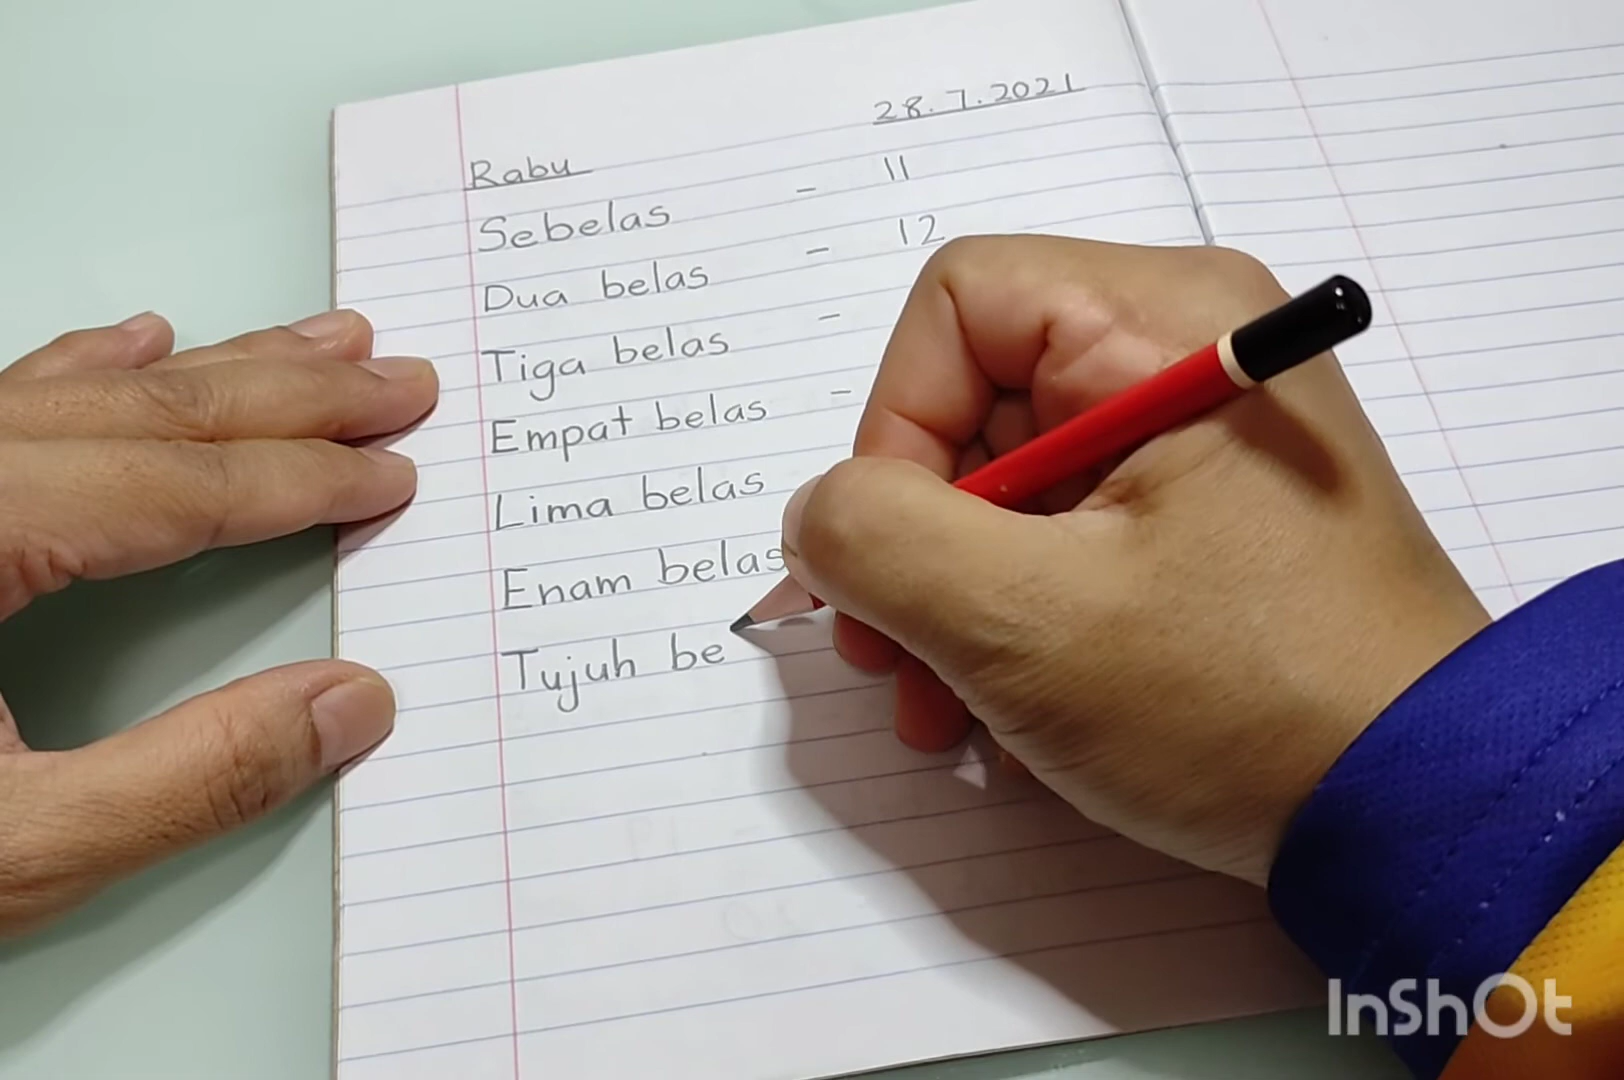 28.7.2021
Rabu
Sebelas - 11
Dua belas - 12
Tiga belas -
Empat belas -
Lima belas
Enam belas
Tujuh be
InShOt